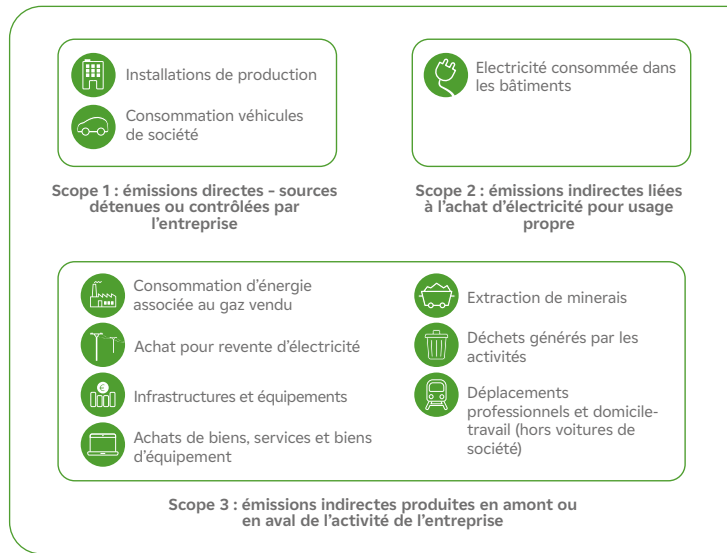 Installations de production
Consommation véhicules
de société
Scope 1 : émissions directes – sources
détenues ou contrôlées par
l’entreprise
Electricité consommée dans
les bâtiments
Scope 2 : émissions indirectes liées
à l’achat d’électricité pour usage
propre
Consommation d’énergie
associée au gaz vendu
Achat pour revente d’électricité
€
Infrastructures et équipements
Achats de biens, services et biens
d’équipement
Extraction de minerais
Déchets générés par les
activités
Déplacements
professionnels et domicile-
travail (hors voitures de
société)
Scope 3 : émissions indirectes produites en amont ou
en aval de l’activité de l’entreprise